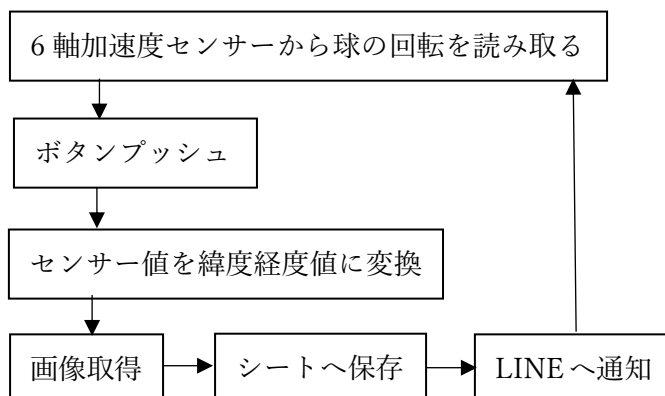 6 軸加速度センサーから球の回転を読み取る
ボタンプッシュ
センサー値を緯度経度値に変換
画像取得
シートへ保存
LINE へ通知